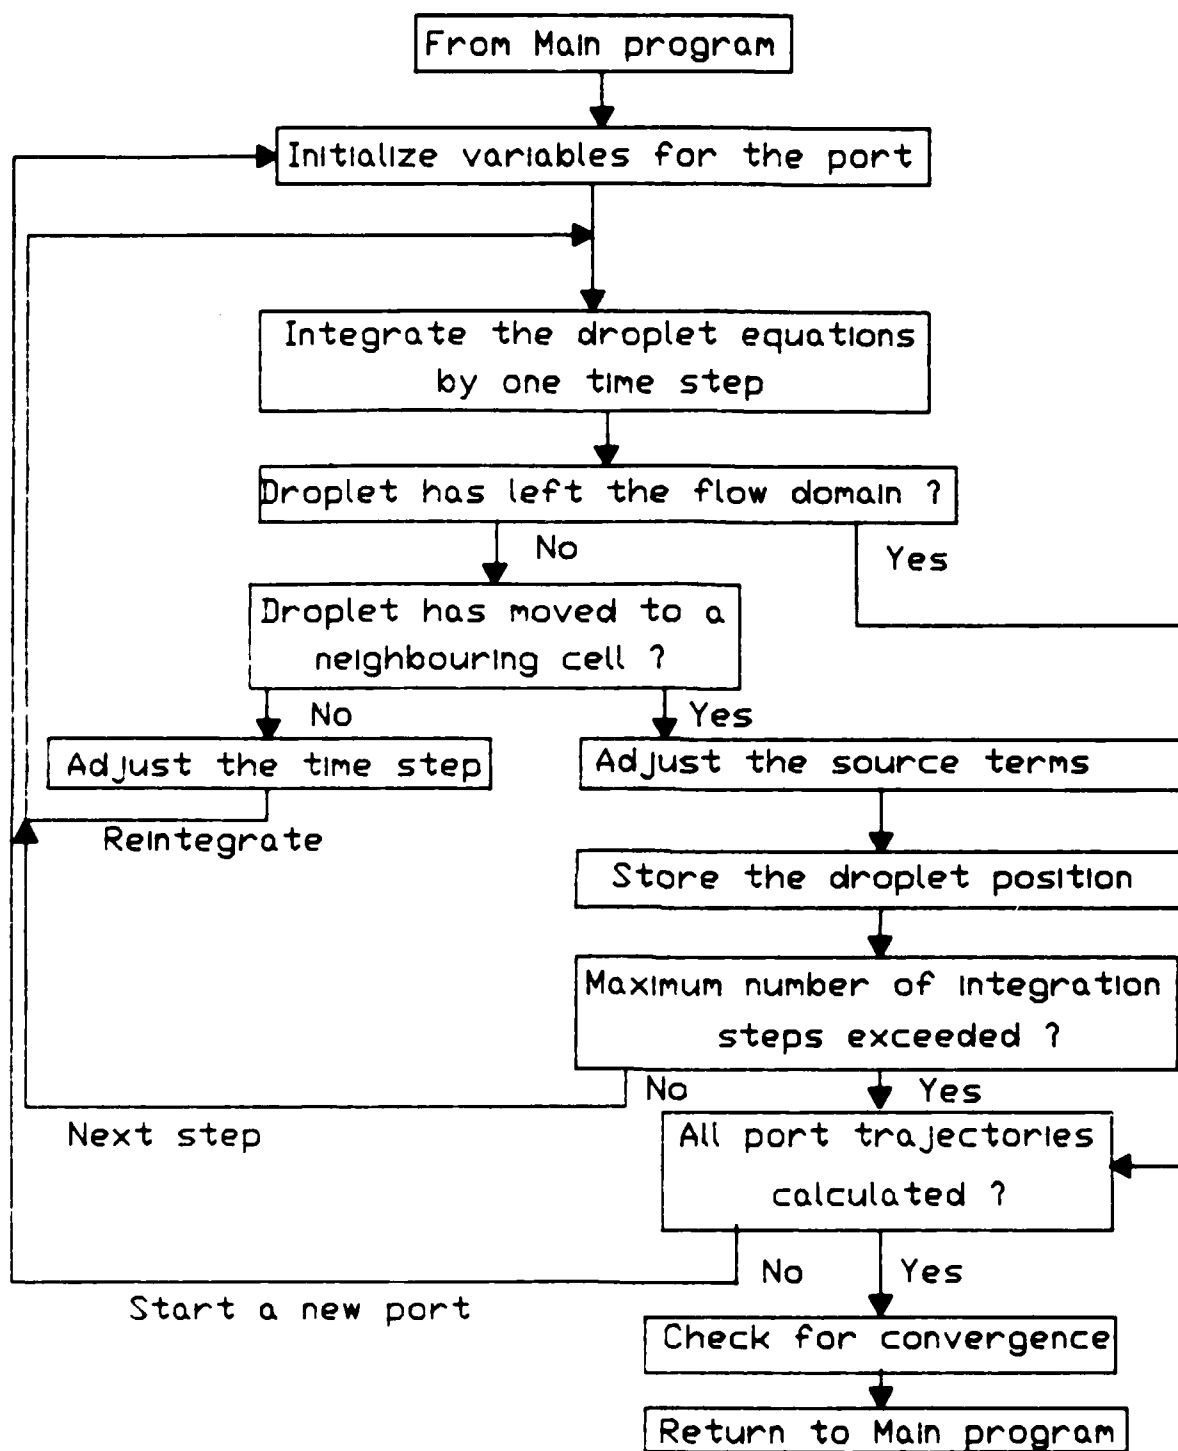 From Main program
Initialize variables for the port
Integrate the droplet equations
by one time step
Droplet has left the flow domain ?
No
Yes
Droplet has moved to a
neighbouring cell ?
No
Yes
Adjust the time step
Adjust the source terms
Reintegrate
Store the droplet position
Maximum number of integration
steps exceeded ?
No
Yes
Next step
All port trajectories
calculated ?
No
Yes
Start a new port
Check for convergence
Return to Main program